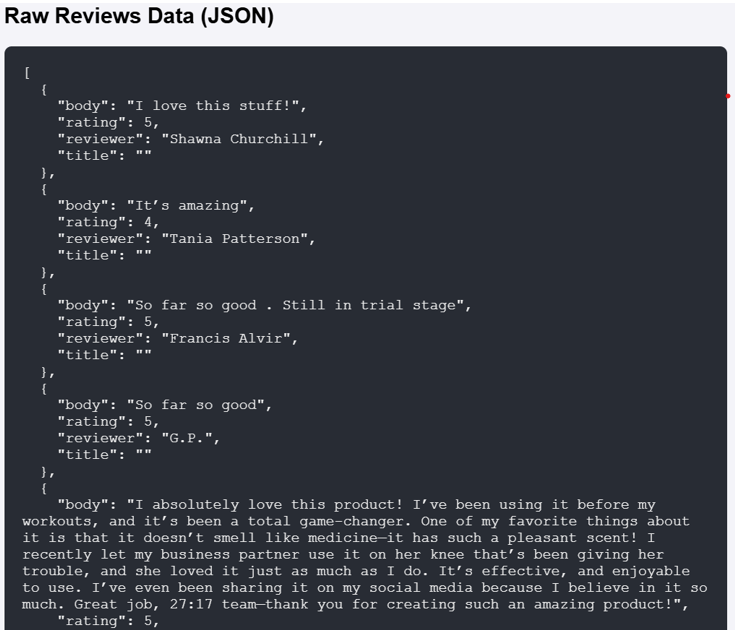 Raw Reviews Data (JSON)
[
  {
    "body": "I love this stuff!",
    "rating": 5,
    "reviewer": "Shawna Churchill",
    "title": ""
  },
  {
    "body": "It’s amazing",
    "rating": 4,
    "reviewer": "Tania Patterson",
    "title": ""
  },
  {
    "body": "So far so good . Still in trial stage",
    "rating": 5,
    "reviewer": "Francis Alvir",
    "title": ""
  },
  {
    "body": "So far so good",
    "rating": 5,
    "reviewer": "G.P.",
    "title": ""
  },
  {
    "body": "I absolutely love this product! I’ve been using it before my
workouts, and it’s been a total game-changer. One of my favorite things about
it is that it doesn’t smell like medicine—it has such a pleasant scent! I
recently let my business partner use it on her knee that’s been giving her
trouble, and she loved it just as much as I do. It’s effective, and enjoyable
to use. I’ve even been sharing it on my social media because I believe in it so
much. Great job, 27:17 team—thank you for creating such an amazing product!",
    "rating": 5,